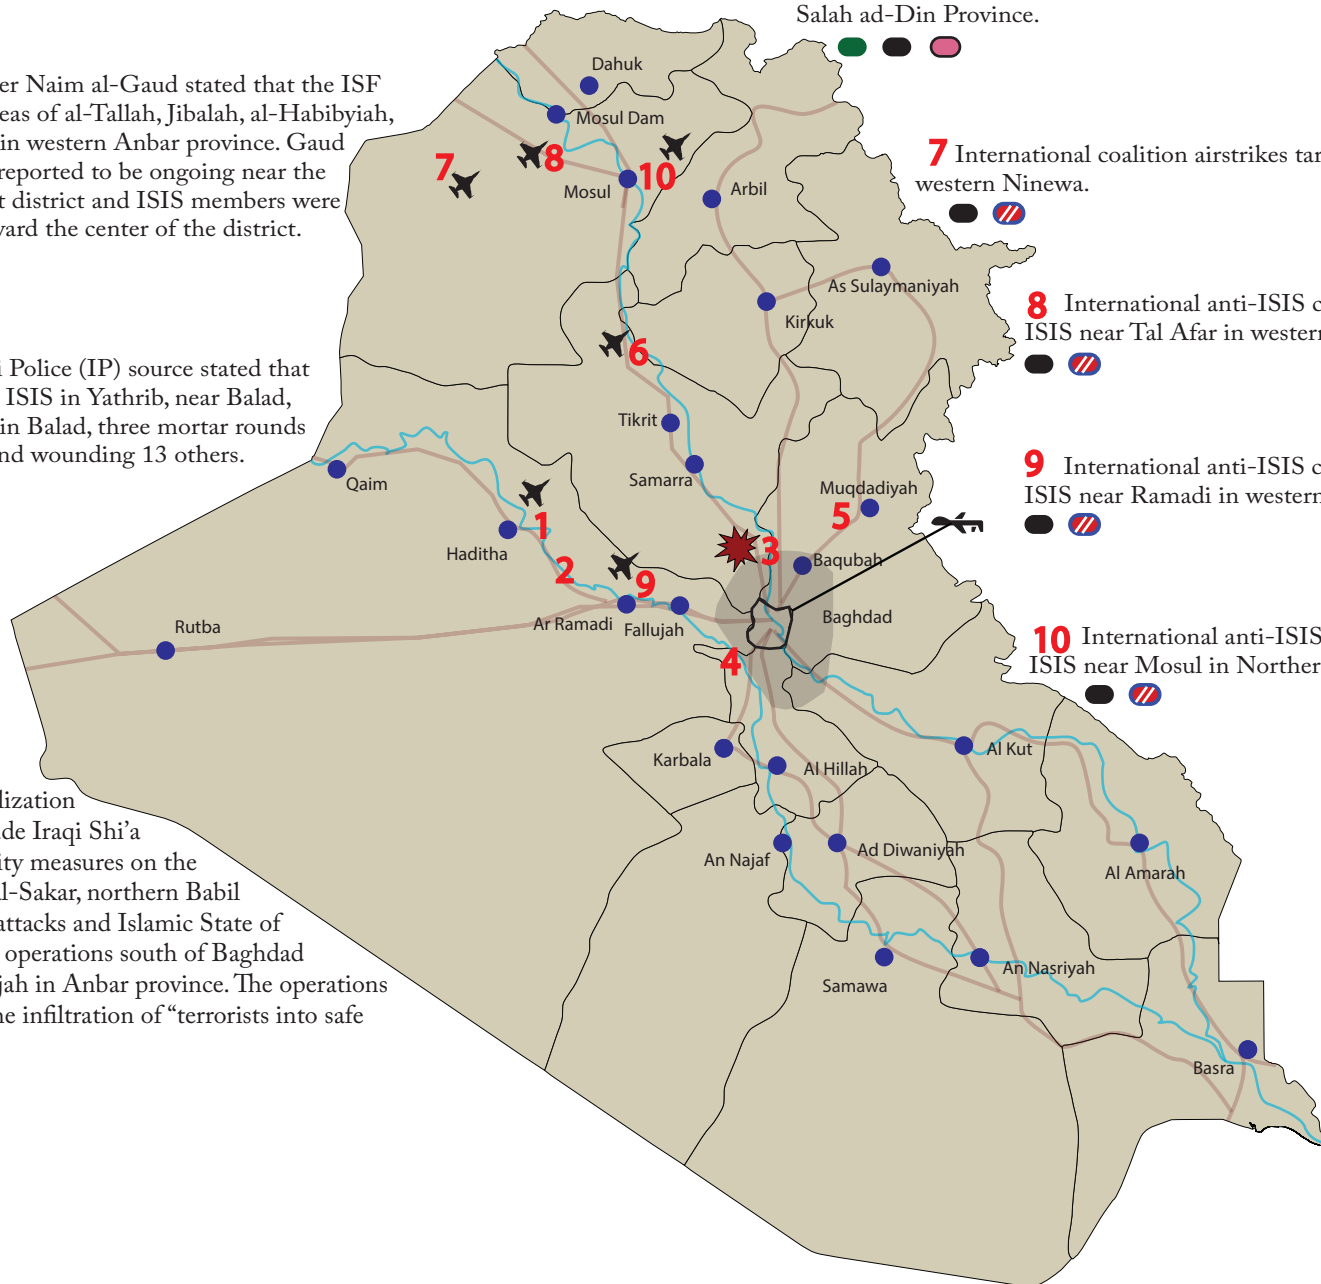 Salah ad-Din Province.
er Naim al-Gaud stated that the ISF
eas of al-Tallah, Jibalah, al-Habibyiah,
in western Anbar province. Gaud
reported to be ongoing near the
t district and ISIS members were
ward the center of the district.
i Police (IP) source stated that
ISIS in Yathrib, near Balad,
in Balad, three mortar rounds
nd wounding 13 others.
lization
de Iraqi Shi’a
ity measures on the
al-Sakar, northern Babil
attacks and Islamic State of
operations south of Baghdad
jah in Anbar province. The operations
he infiltration of “terrorists into safe
Dahuk
Mosul Dam
7
8
10
Mosul
Arbil
As Sulaymaniyah
Kirkuk
6
Tikrit
Samarra
Muqdadiyah
5
Qaim
1
Haditha
2
3
Baqubah
9
Ar Ramadi
Fallujah
Baghdad
Rutba
4
Karbala
Al Hillah
Al Kut
An Najaf
Ad Diwaniyah
Al Amarah
Samawa
An Nasriyah
Basra
7 International coalition airstrikes tar
western Ninewa.
8 International anti-ISIS c
ISIS near Tal Afar in western
9 International anti-ISIS c
ISIS near Ramadi in western
10 International anti-ISIS
ISIS near Mosul in Norther